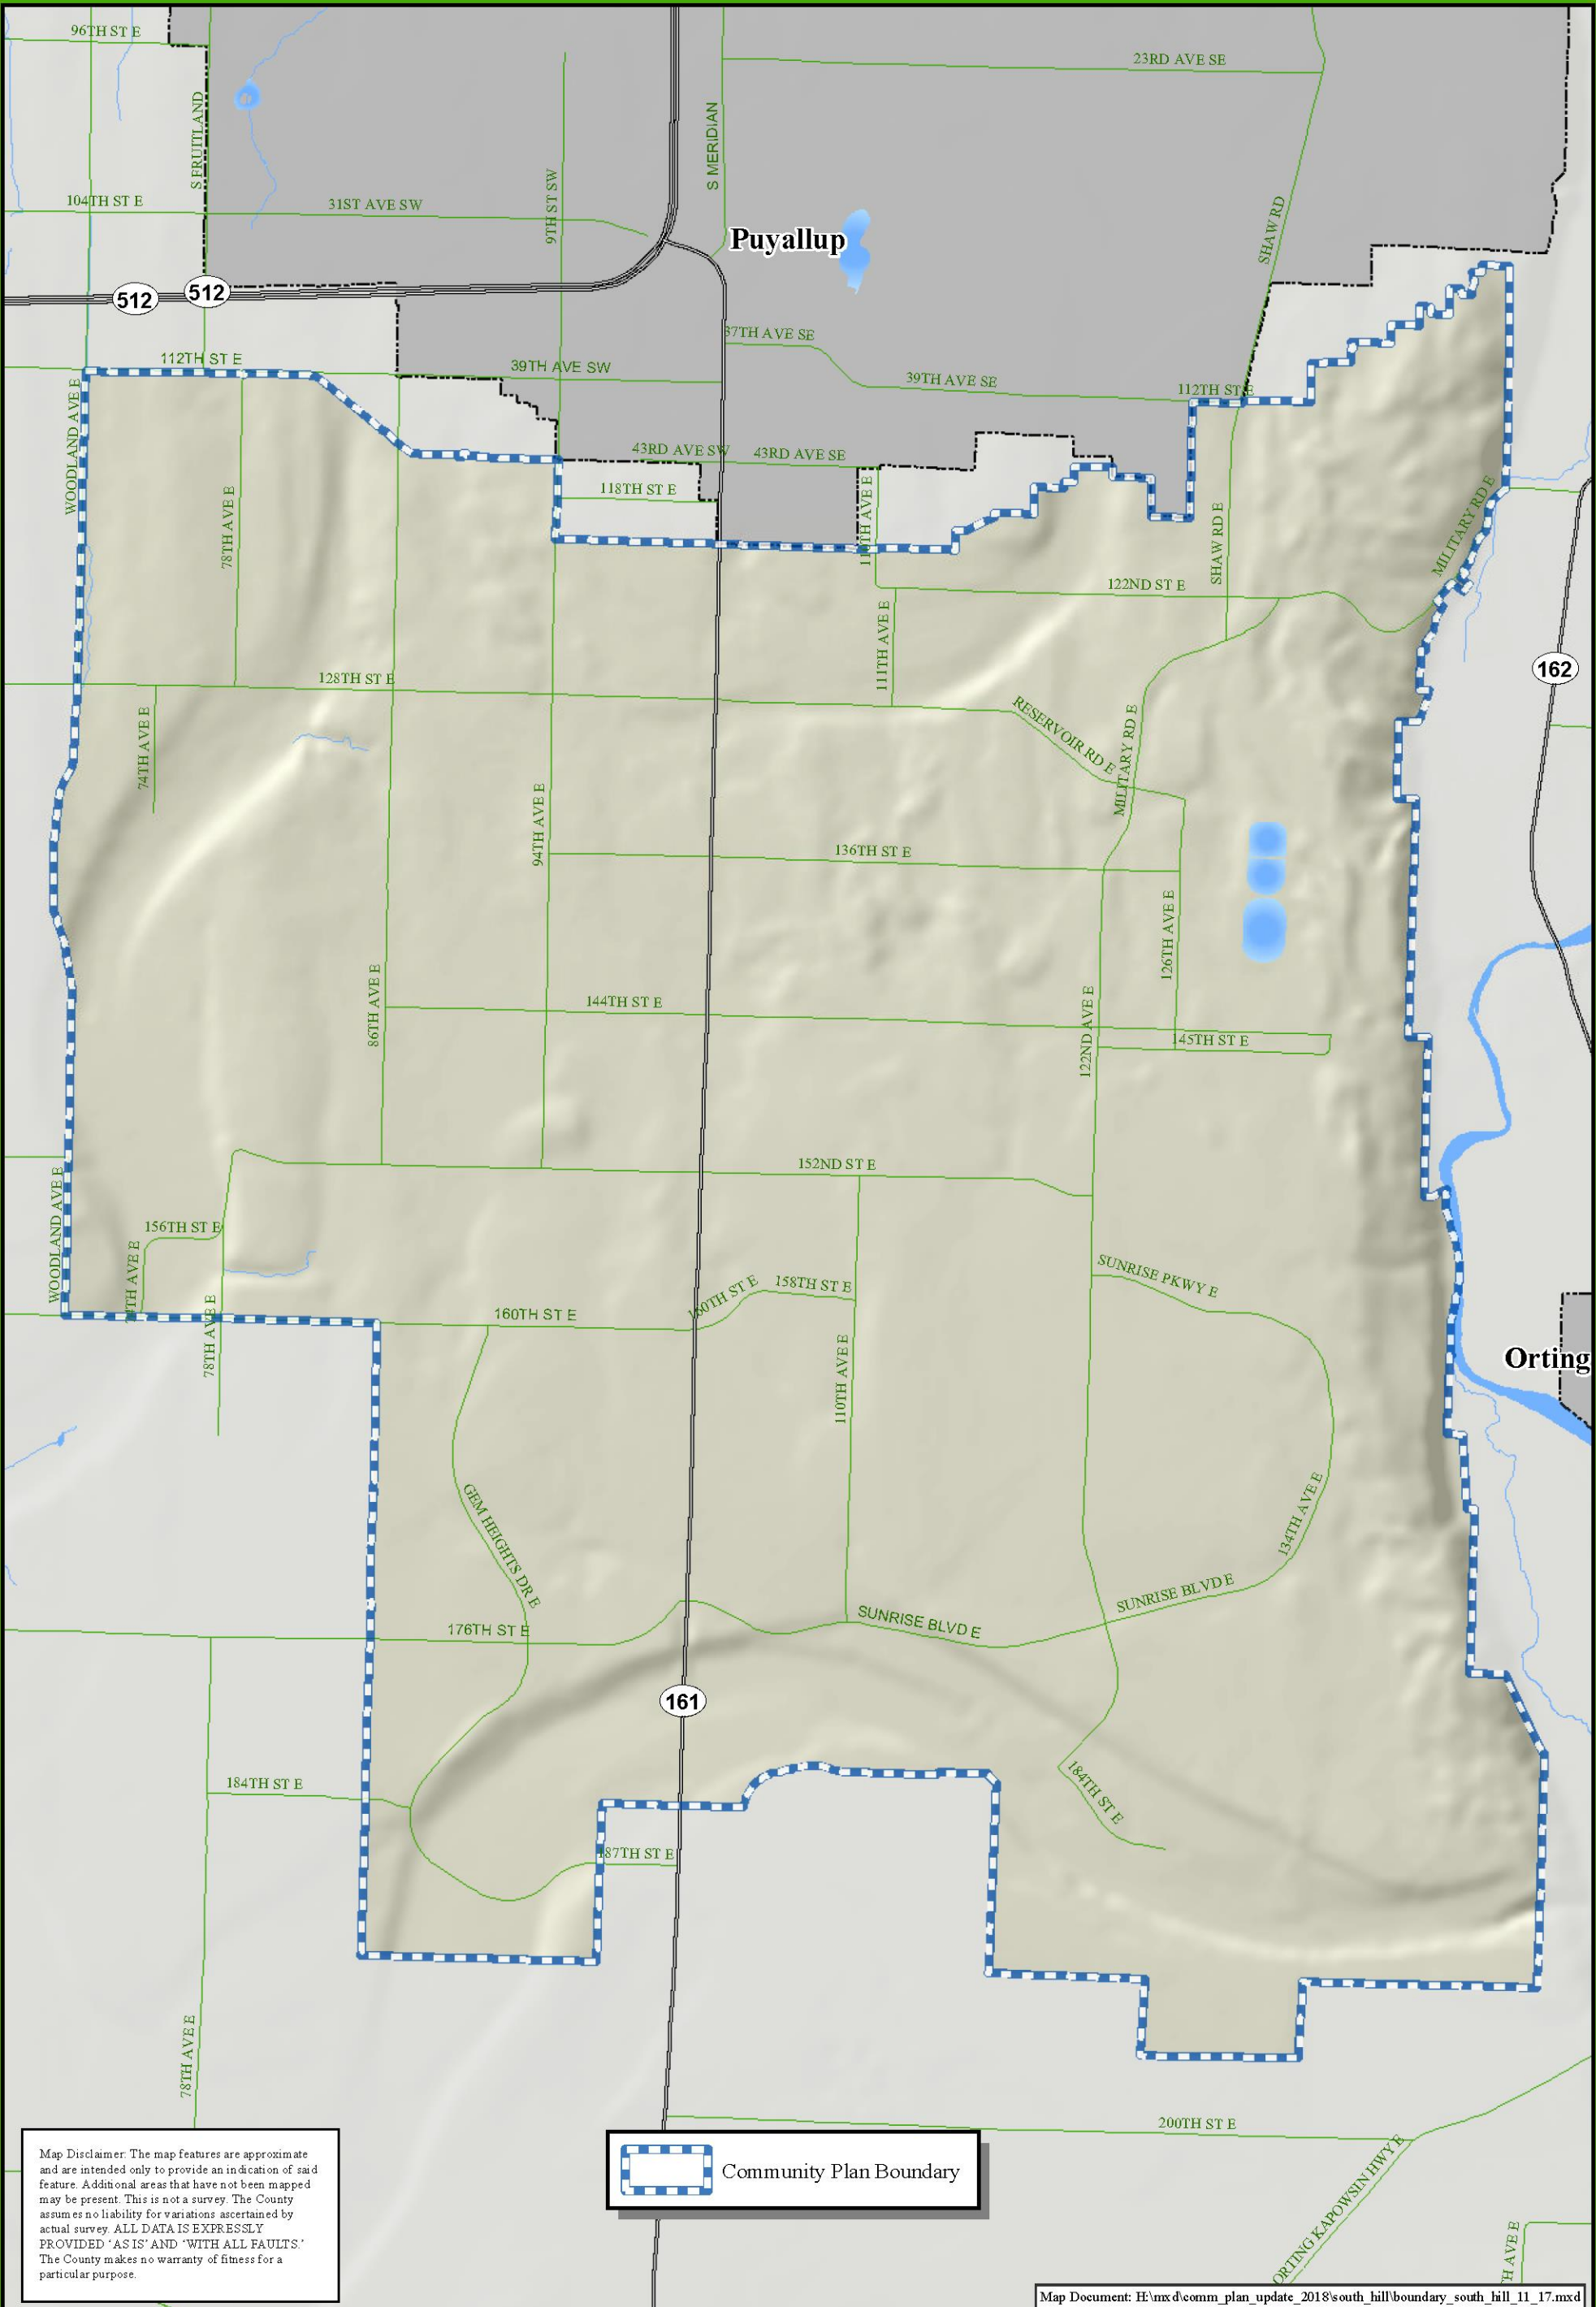 96TH ST E
23RD AVE SE
S FRUITLAND
S MERIDIAN
104TH ST E
31ST AVE SW
9TH ST SW
SHAW RD
Puyallup
512
512
37TH AVE SE
112TH ST E
39TH AVE SW
39TH AVE SE
112TH ST E
WOODLAND AVE E
43RD AVE SW
43RD AVE SE
118TH ST E
78TH AVE E
110TH AVE E
SHAW RD E
MILITARY RD E
122ND ST E
111TH AVE E
162
128TH ST E
74TH AVE E
RESERVOIR RD E
MILITARY RD E
94TH AVE E
136TH ST E
126TH AVE E
86TH AVE E
144TH ST E
122ND AVE E
145TH ST E
152ND ST E
WOODLAND AVE E
156TH ST E
78TH AVE E
160TH ST E
160TH ST E
158TH ST E
SUNRISE PKWY E
110TH AVE E
Orting
GEM HEIGHTS DR E
134TH AVE E
SUNRISE BLVD E
SUNRISE BLVD E
176TH ST E
161
184TH ST E
184TH ST E
187TH ST E
78TH AVE E
200TH ST E
ORTING KAPOWSIN HWY E
TH AVE E
Community Plan Boundary
Map Disclaimer: The map features are approximate
and are intended only to provide an indication of said
feature. Additional areas that have not been mapped
may be present. This is not a survey. The County
assumes no liability for variations ascertained by
actual survey. ALL DATA IS EXPRESSLY
PROVIDED ‘AS IS’ AND ‘WITH ALL FAULTS.’
The County makes no warranty of fitness for a
particular purpose.
Map Document: H:\mxd\comm_plan_update_2018\south_hill\boundary_south_hill_11_17.mxd